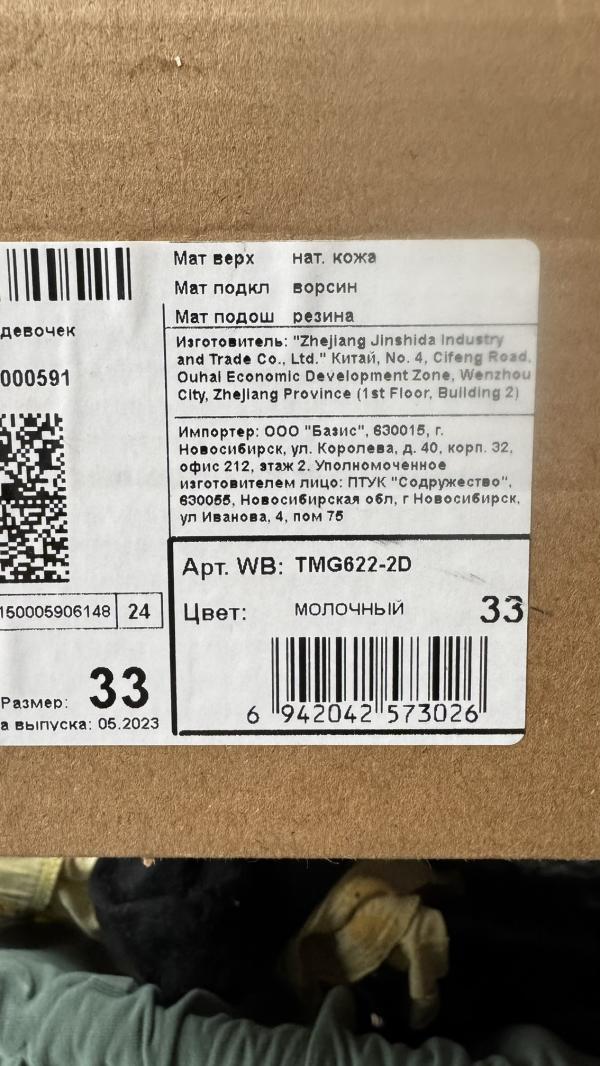 девочек
000591
150005906148 24
Размер: 33
а выпуска: 05.2023
Мат верх нат. кожа
Мат подкл ворсин
Мат подош резина
Изготовитель: "Zhejiang Jinshida Industry
and Trade Co., Ltd." Китай, No. 4, Cifeng Road,
Ouhai Economic Development Zone, Wenzhou
City, Zhejiang Province (1st Floor, Building 2)
Импортер: ООО "Базис", 630015, г.
Новосибирск, ул. Королева, д. 40, корп. 32,
офис 212, этаж 2. Уполномоченное
изготовителем лицо: ПТУК "Содружество",
630055, Новосибирская обл, г Новосибирск,
ул Иванова, 4, пом 75
Арт. WB: TMG622-2D
Цвет: МОЛОЧНЫЙ 33
6 942042 573026